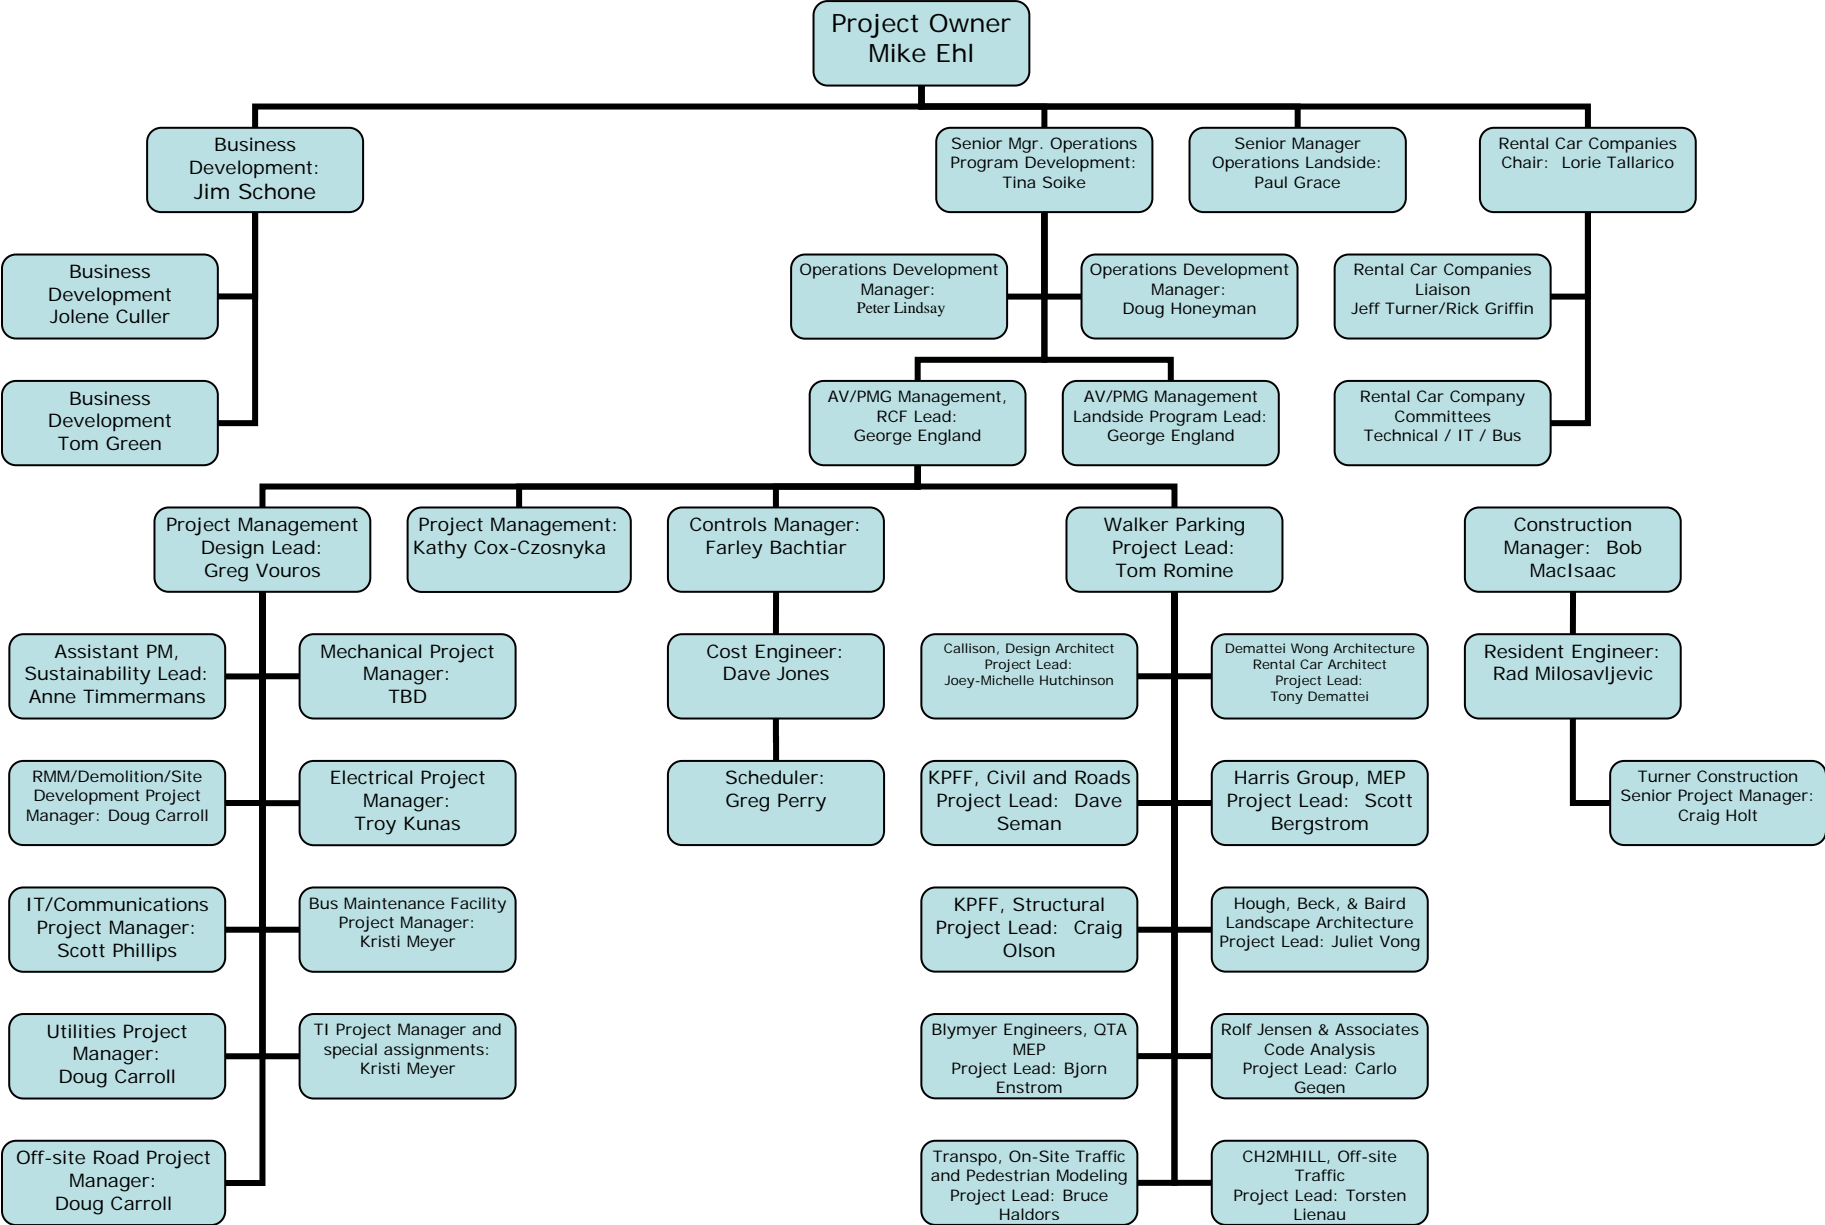 Project Owner
Mike Ehl
Business
Development:
Jim Schone
Senior Mgr. Operations
Program Development:
Tina Soike
Senior Manager
Operations Landside:
Paul Grace
Rental Car Companies
Chair: Lorie Tallarico
Business
Development
Jolene Culler
Operations Development
Manager:
Peter Lindsay
Operations Development
Manager:
Doug Honeyman
Rental Car Companies
Liaison
Jeff Turner/Rick Griffin
Business
Development
Tom Green
AV/PMG Management,
RCF Lead:
George England
AV/PMG Management
Landside Program Lead:
George England
Rental Car Company
Committees
Technical / IT / Bus
Project Management
Design Lead:
Greg Vouros
Project Management:
Kathy Cox-Czosnyka
Controls Manager:
Farley Bachtiar
Walker Parking
Project Lead:
Tom Romine
Construction
Manager: Bob
MacIsaac
Assistant PM,
Sustainability Lead:
Anne Timmermans
Mechanical Project
Manager:
TBD
Cost Engineer:
Dave Jones
Callison, Design Architect
Project Lead:
Joey-Michelle Hutchinson
Demattei Wong Architecture
Rental Car Architect
Project Lead:
Tony Demattei
Resident Engineer:
Rad Milosavljevic
RMM/Demolition/Site
Development Project
Manager: Doug Carroll
Electrical Project
Manager:
Troy Kunas
Scheduler:
Greg Perry
KPFF, Civil and Roads
Project Lead: Dave
Seman
Harris Group, MEP
Project Lead: Scott
Bergstrom
Turner Construction
Senior Project Manager:
Craig Holt
IT/Communications
Project Manager:
Scott Phillips
Bus Maintenance Facility
Project Manager:
Kristi Meyer
KPFF, Structural
Project Lead: Craig
Olson
Hough, Beck, & Baird
Landscape Architecture
Project Lead: Juliet Vong
Utilities Project
Manager:
Doug Carroll
TI Project Manager and
special assignments:
Kristi Meyer
Blymyer Engineers, QTA
MEP
Project Lead: Bjorn
Enstrom
Rolf Jensen & Associates
Code Analysis
Project Lead: Carlo
Gegen
Off-site Road Project
Manager:
Doug Carroll
Transpo, On-Site Traffic
and Pedestrian Modeling
Project Lead: Bruce
Haldors
CH2MHILL, Off-site
Traffic
Project Lead: Torsten
Lienau